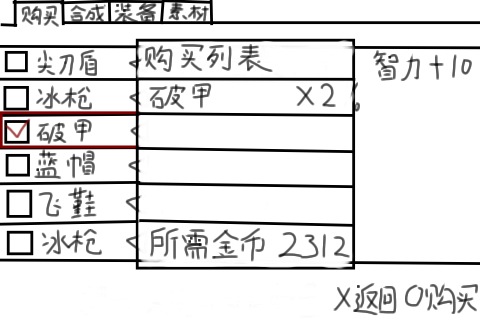 购买 合成 装备 素材
尖刀盾
冰枪
破甲
蓝帽
飞鞋
冰枪
购买列表
破甲 X2
所需金币 2312
智力+10
X返回 O购买